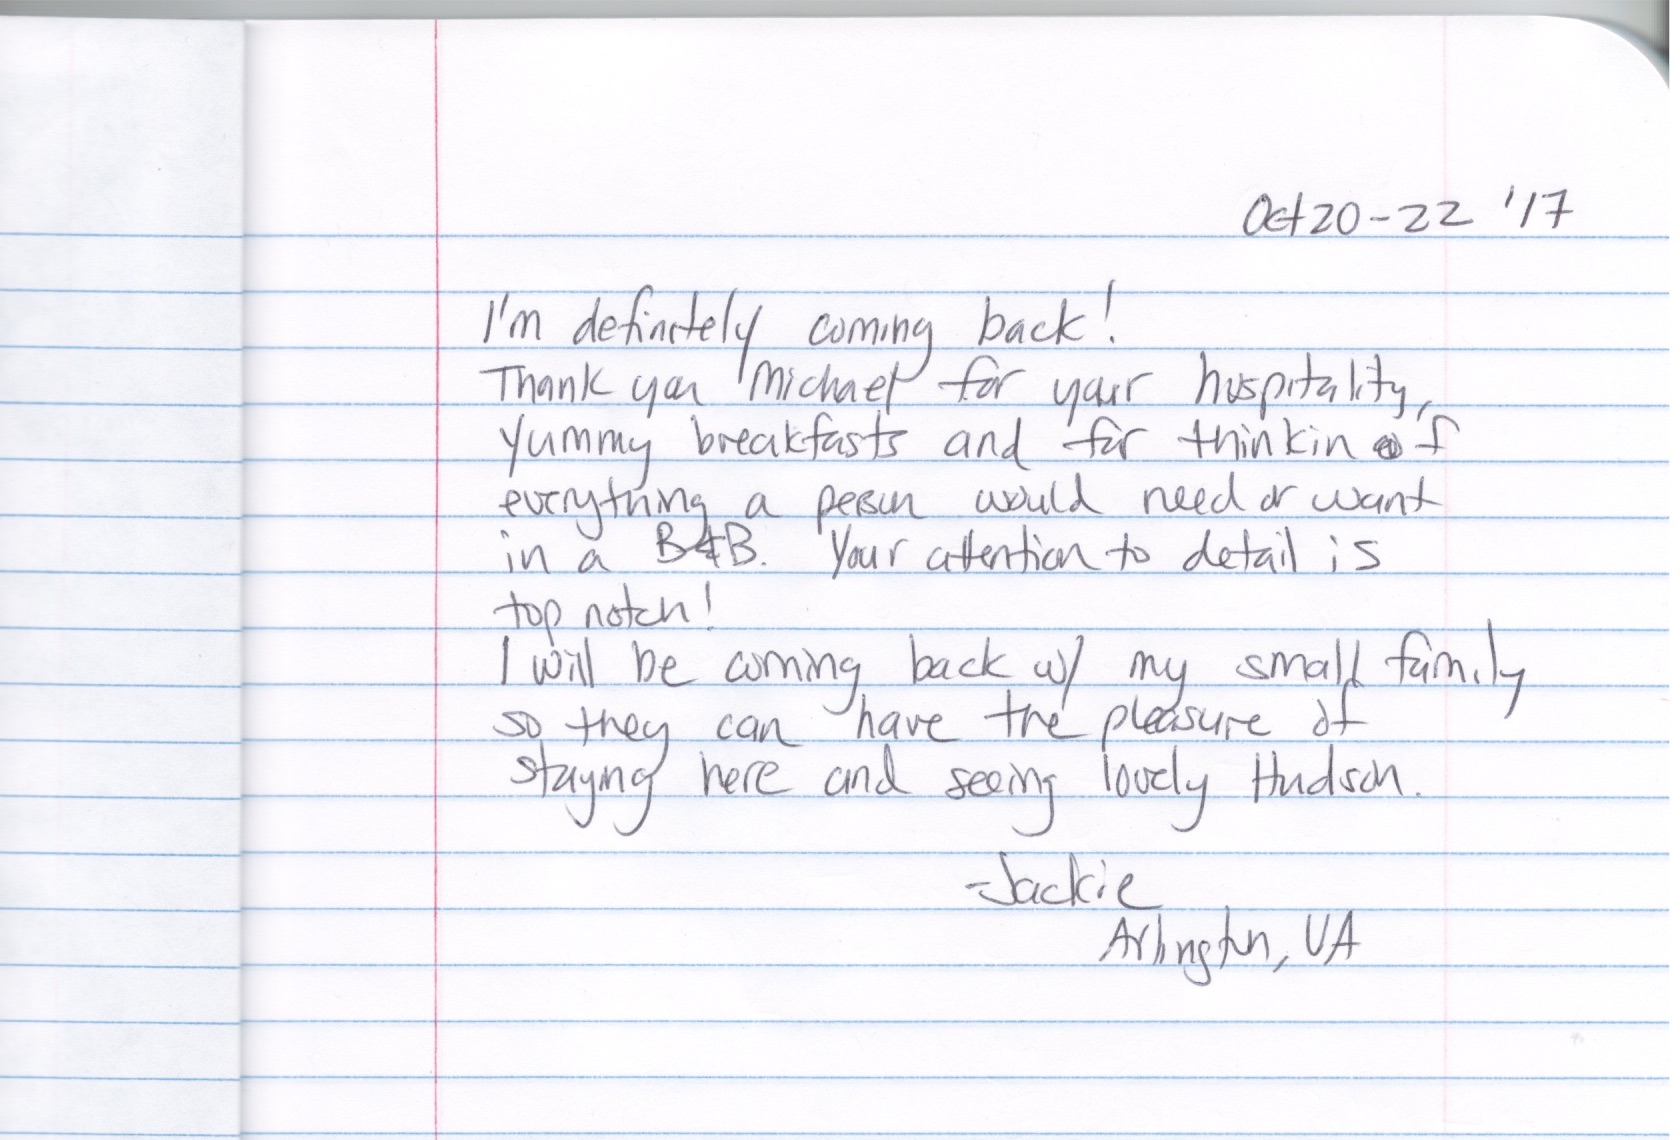 Oct 20-22 '17
I'm definitely coming back!
Thank you Michael for your hospitality,
Yummy breakfasts and for thinkin of
everything a person would need or want
in a B&B. Your attention to detail is
top notch!
I will be coming back w/ my small family
so they can have the pleasure of
staying here and seeing lovely Hudson.
-Jackie
Arlington, VA